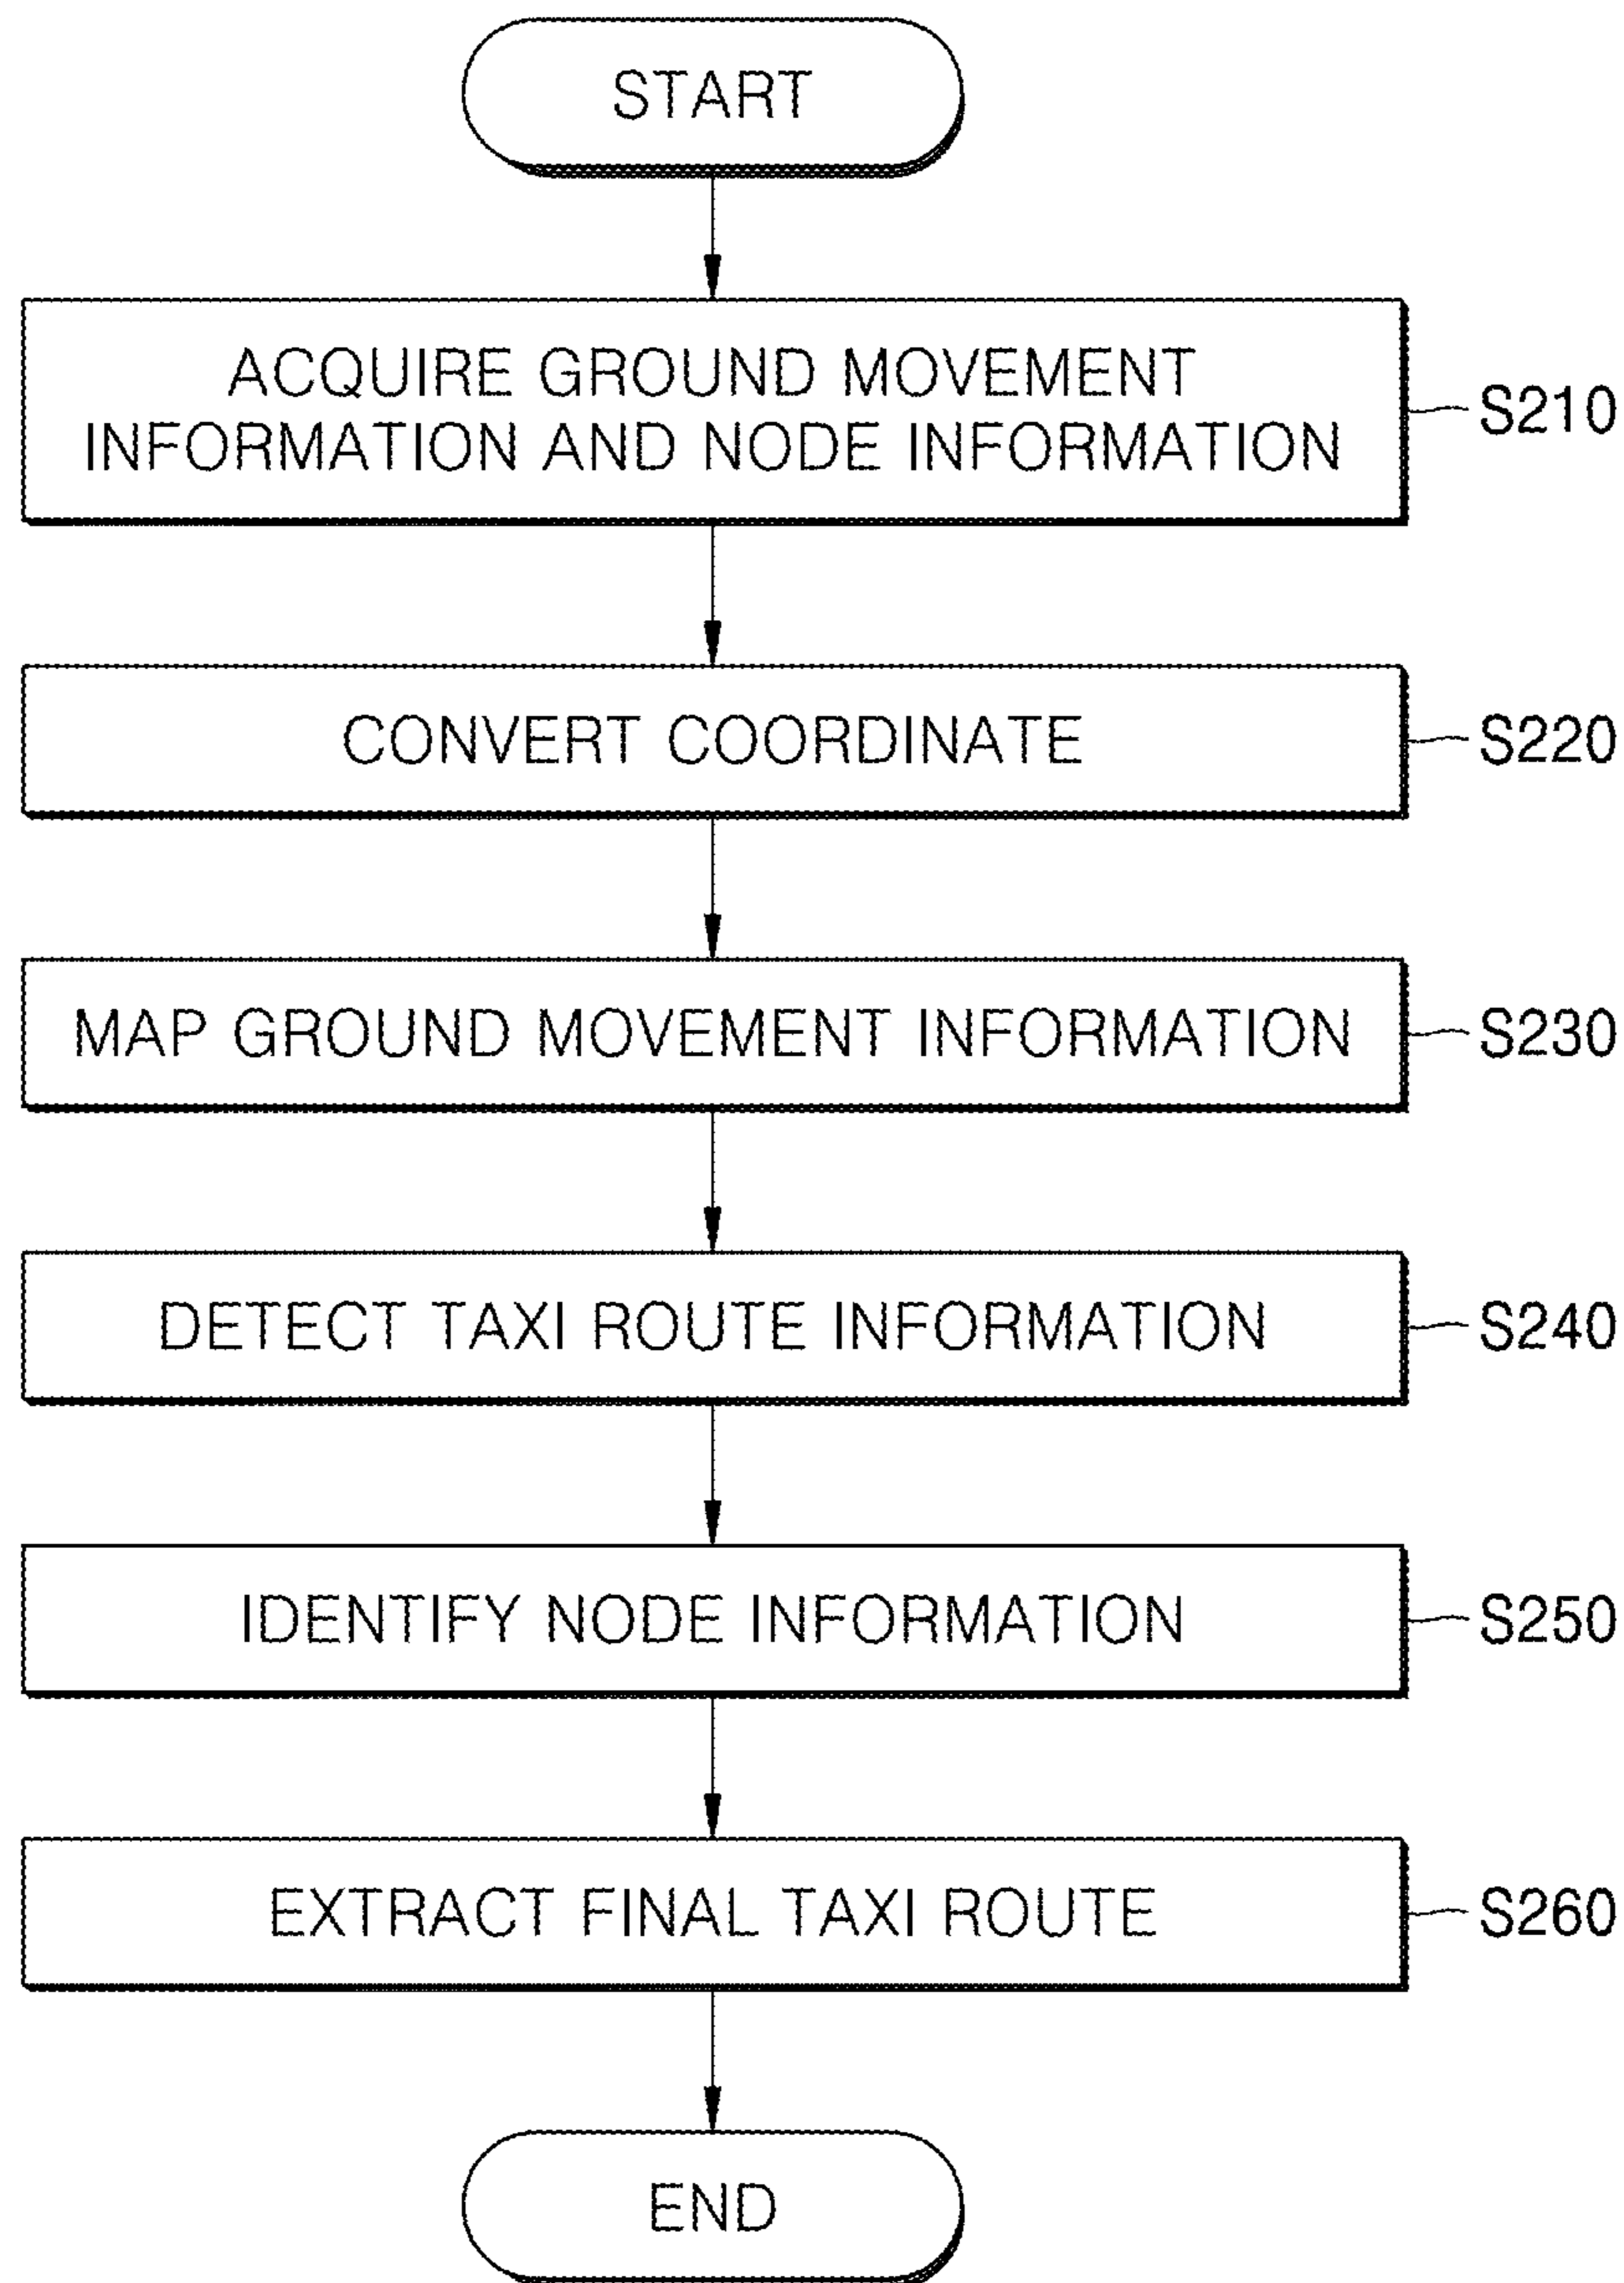 START
ACQUIRE GROUND MOVEMENT
INFORMATION AND NODE INFORMATION
S210
CONVERT COORDINATE
S220
MAP GROUND MOVEMENT INFORMATION
S230
DETECT TAXI ROUTE INFORMATION
S240
IDENTIFY NODE INFORMATION
S250
EXTRACT FINAL TAXI ROUTE
S260
END